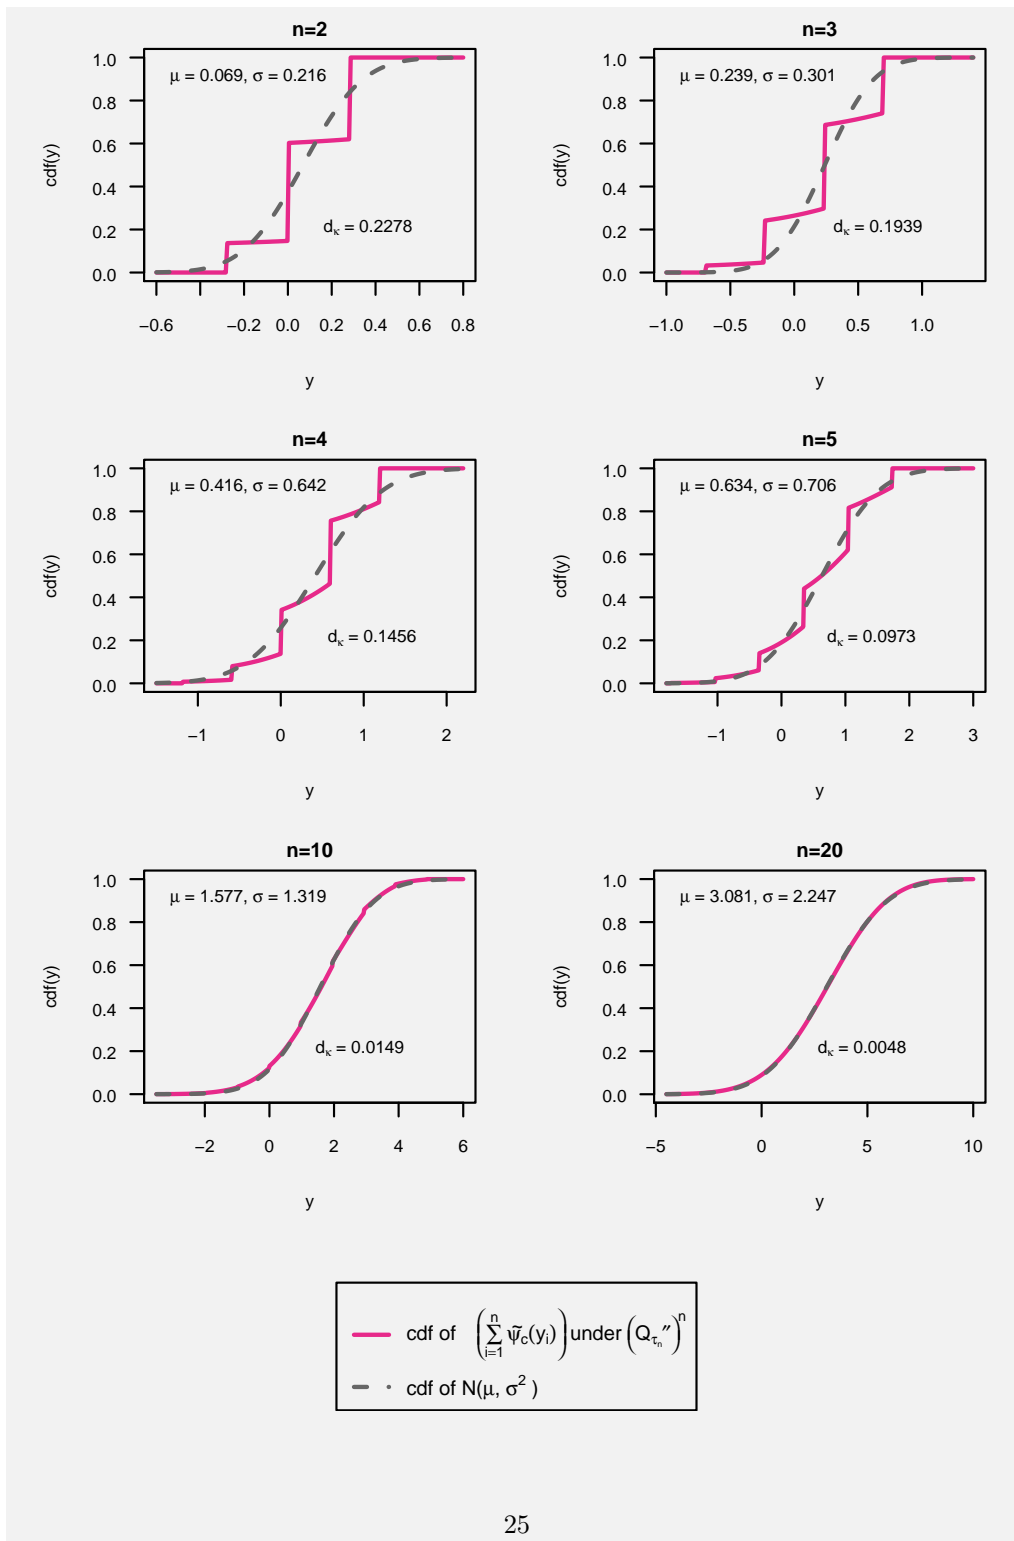 n=2
μ = 0.069, σ = 0.216
cdf(y)
1.0
0.8
0.6
0.4
0.2
0.0
dκ = 0.2278
−0.6 −0.2 0.0 0.2 0.4 0.6 0.8
y
n=3
μ = 0.239, σ = 0.301
cdf(y)
1.0
0.8
0.6
0.4
0.2
0.0
dκ = 0.1939
−1.0 −0.5 0.0 0.5 1.0
y
n=4
μ = 0.416, σ = 0.642
cdf(y)
1.0
0.8
0.6
0.4
0.2
0.0
dκ = 0.1456
−1 0 1 2
y
n=5
μ = 0.634, σ = 0.706
cdf(y)
1.0
0.8
0.6
0.4
0.2
0.0
dκ = 0.0973
−1 0 1 2 3
y
n=10
μ = 1.577, σ = 1.319
cdf(y)
1.0
0.8
0.6
0.4
0.2
0.0
dκ = 0.0149
−2 0 2 4 6
y
n=20
μ = 3.081, σ = 2.247
cdf(y)
1.0
0.8
0.6
0.4
0.2
0.0
dκ = 0.0048
−5 0 5 10
y
cdf of (∑ⁿᵢ₌₁ ψ̃c(yi)) under (Qτn″)ⁿ
cdf of N(μ, σ² )
25